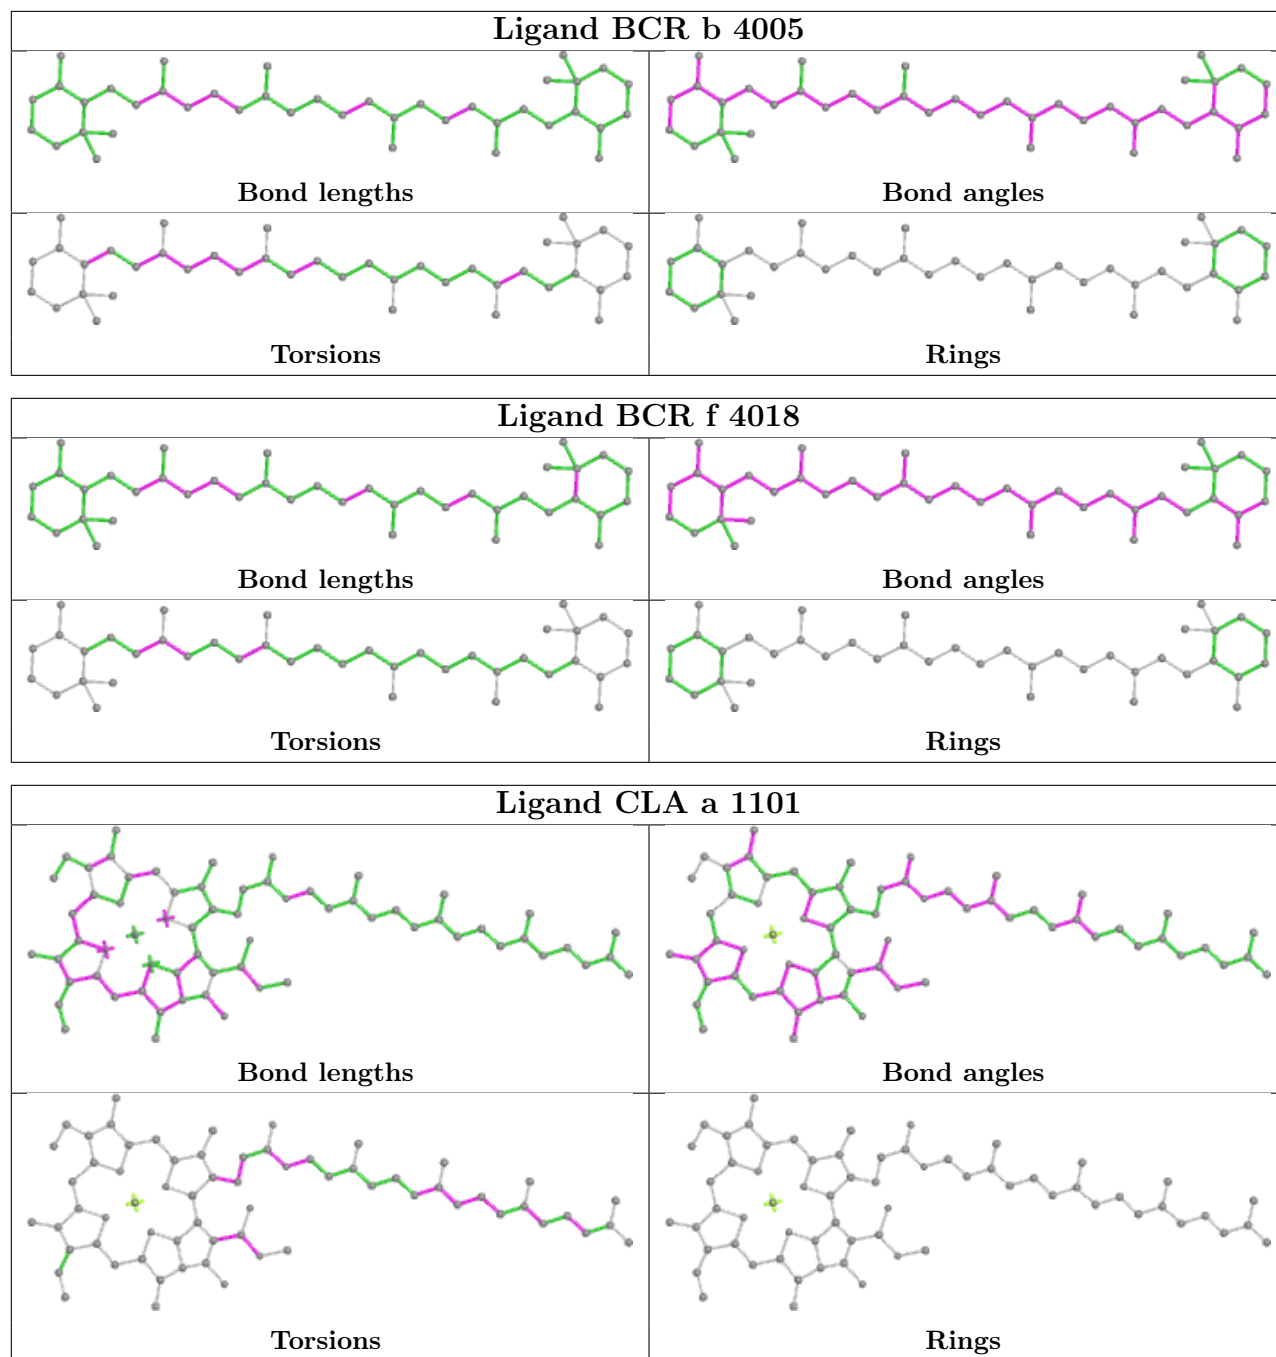 Ligand BCR b 4005
Bond lengths
Bond angles
Torsions
Rings
Ligand BCR f 4018
Bond lengths
Bond angles
Torsions
Rings
Ligand CLA a 1101
Bond lengths
Bond angles
Torsions
Rings